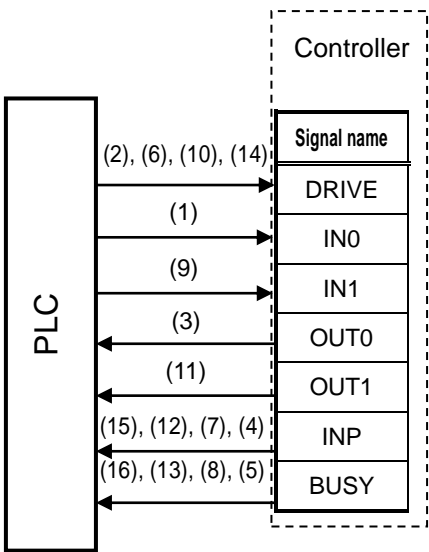 Controller
Signal name
(2), (6), (10), (14)
DRIVE
(1)
IN0
(9)
IN1
(3)
OUT0
(11)
OUT1
(15), (12), (7), (4)
INP
(16), (13), (8), (5)
BUSY
PLC